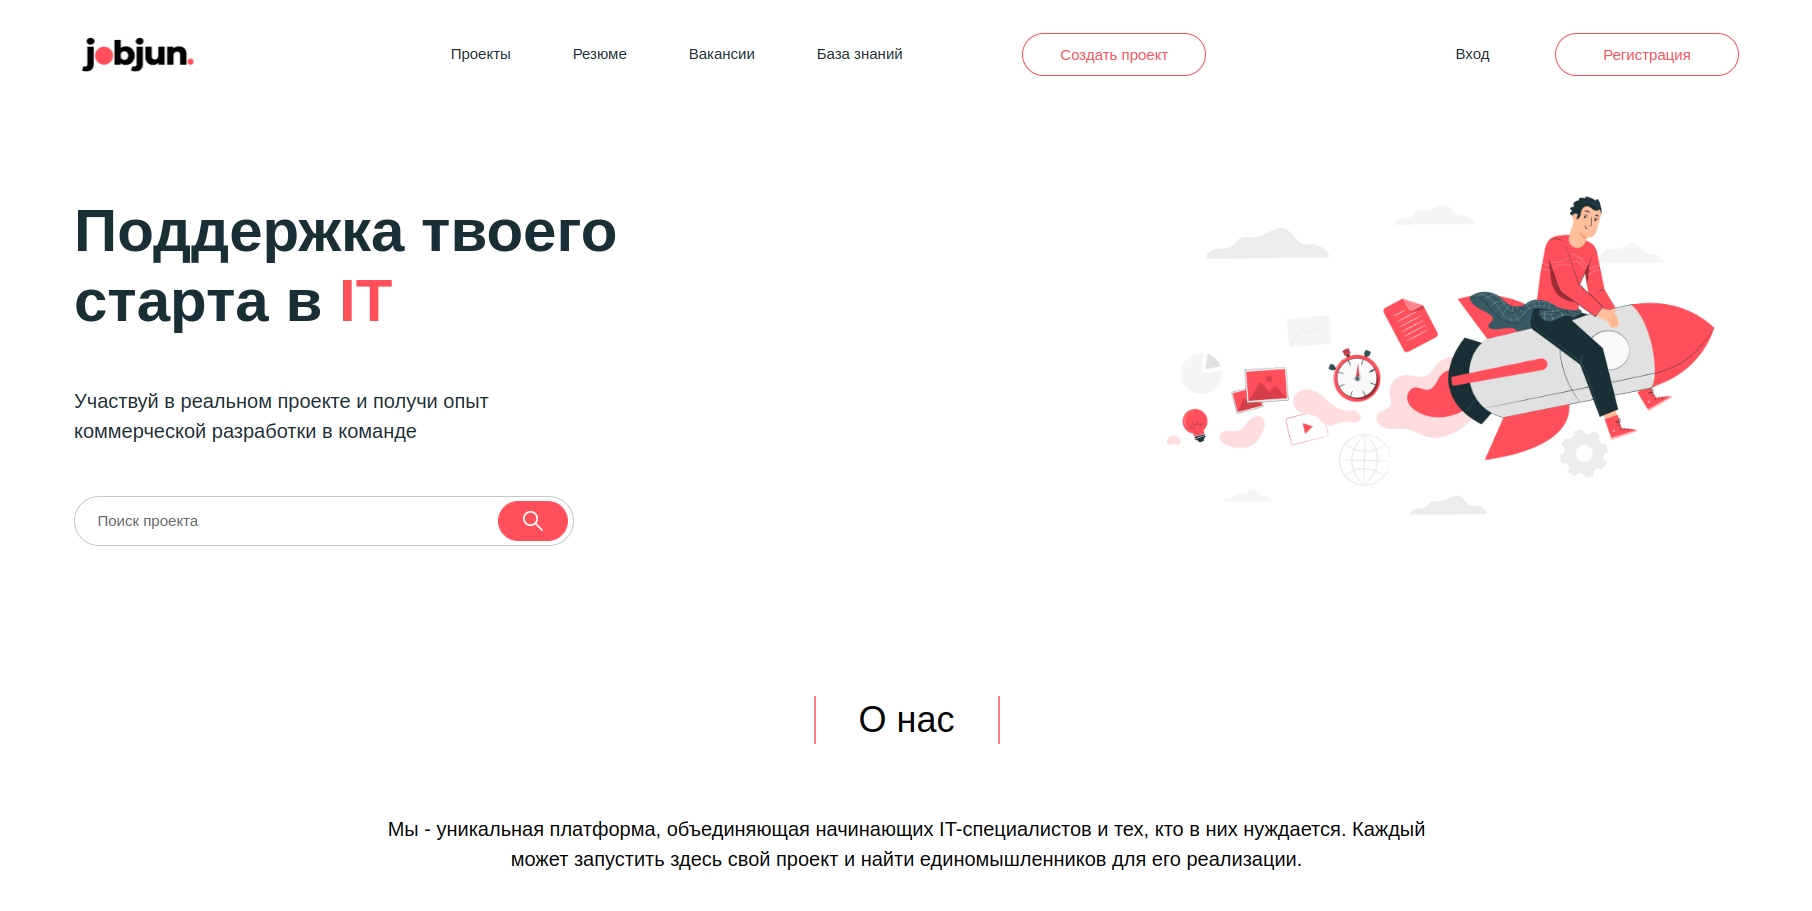 jobjun.
Проекты
Резюме
Вакансии
База знаний
Создать проект
Вход
Регистрация
Поддержка твоего
старта в IT
Участвуй в реальном проекте и получи опыт
коммерческой разработки в команде
Поиск проекта
О нас
Мы - уникальная платформа, объединяющая начинающих IT-специалистов и тех, кто в них нуждается. Каждый
может запустить здесь свой проект и найти единомышленников для его реализации.